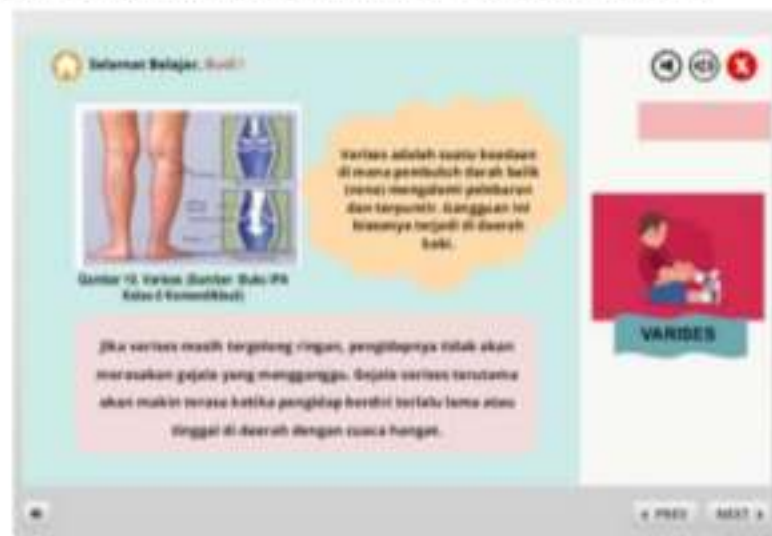 Selamat Belajar, Budi !
Varises adalah suatu keadaan
di mana pembuluh darah balik
(vena) mengalami pelebaran
dan terpuntir. Gangguan ini
biasanya terjadi di daerah
kaki.
Gambar 10. Varises (Sumber: Buku IPA
Kelas 5 Kemendikbud)
VARISES
Jika varises masih tergolong ringan, pengidapnya tidak akan
merasakan gejala yang mengganggu. Gejala varises terutama
akan makin terasa ketika pengidap berdiri terlalu lama atau
tinggal di daerah dengan cuaca hangat.
PREV
NEXT